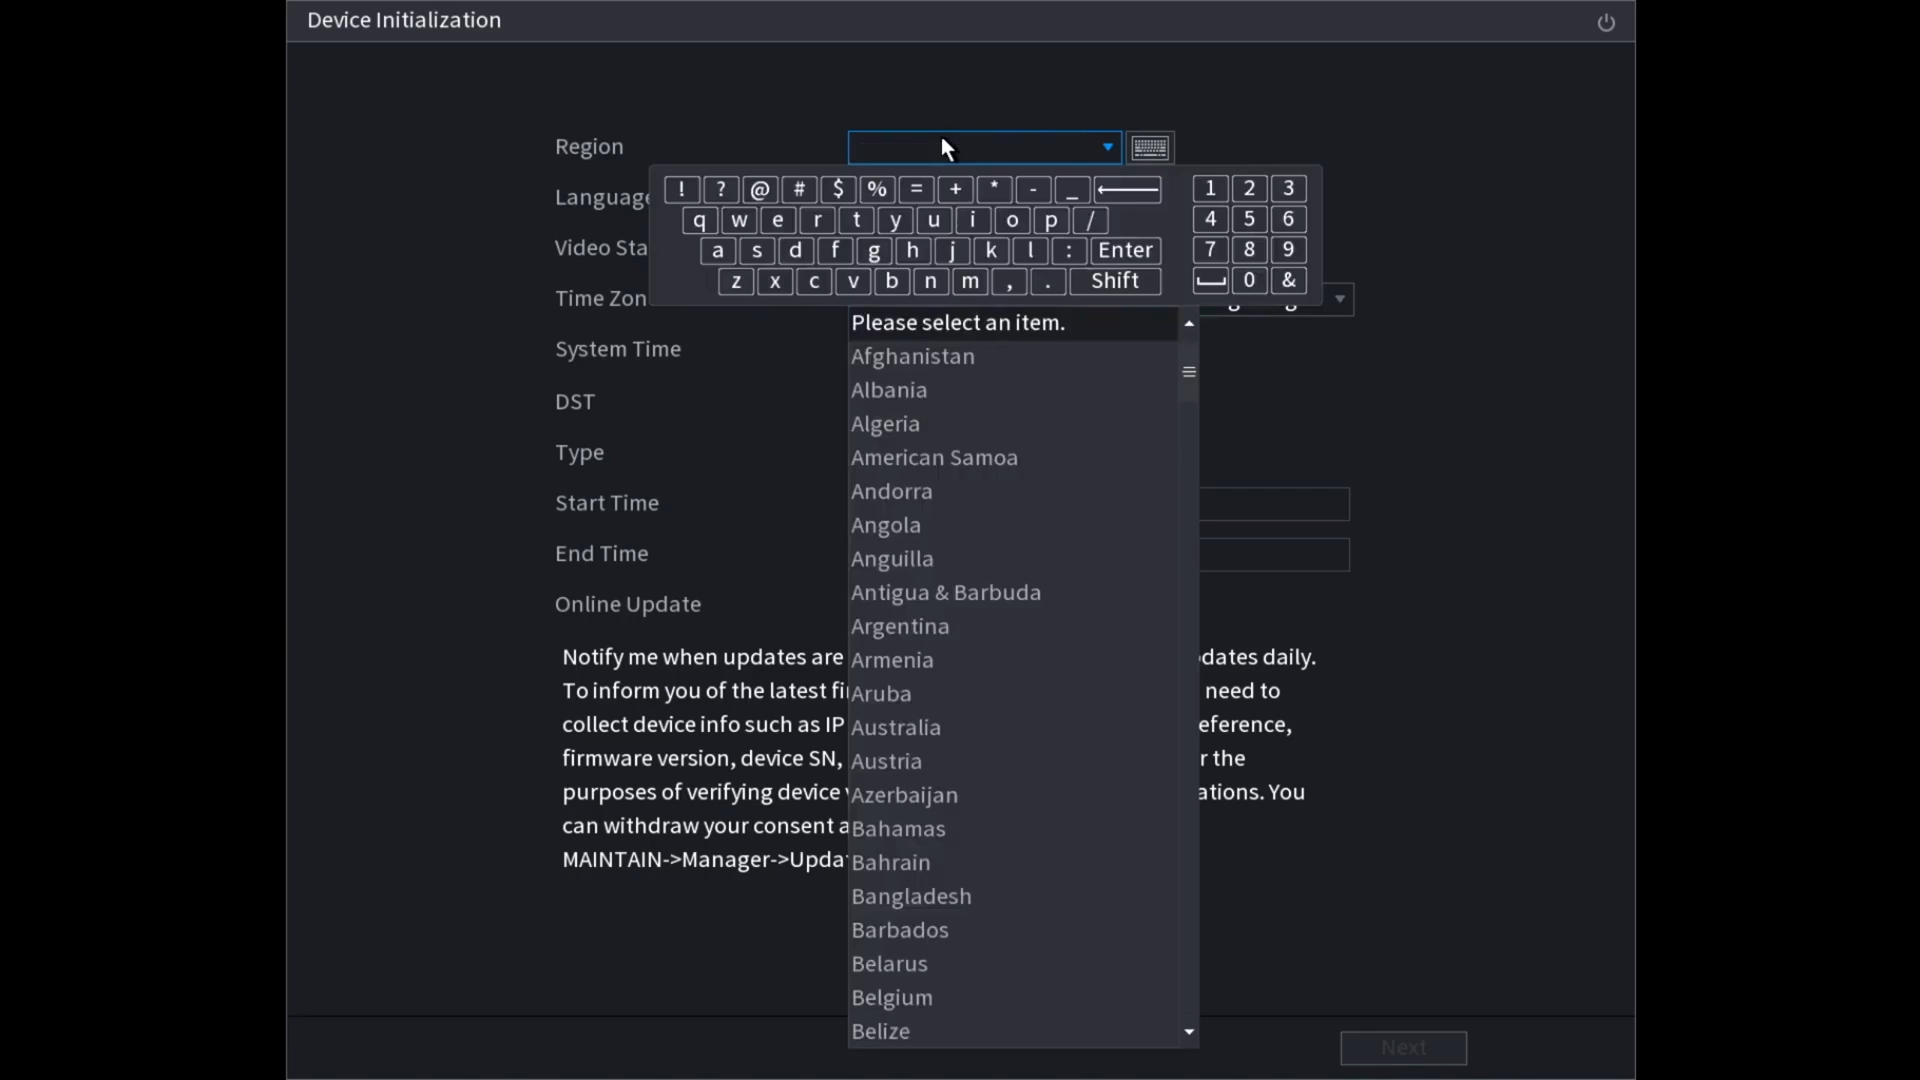 Device Initialization
Region
! ? @ # $ % = + * - _ 1 2 3
Language
q w e r t y u i o p / 4 5 6
Video Sta
a s d f g h j k l : Enter 7 8 9
z x c v b n m , . Shift 0 &
Time Zon
Please select an item.
System Time
Afghanistan
Albania
DST
Algeria
Type
American Samoa
Andorra
Start Time
Angola
End Time
Anguilla
Antigua & Barbuda
Online Update
Argentina
Notify me when updates are Armenia dates daily.
To inform you of the latest fi Aruba need to
collect device info such as IP Australia eference,
firmware version, device SN, Austria r the
purposes of verifying device Azerbaijan ations. You
can withdraw your consent a Bahamas
MAINTAIN->Manager->Upda Bahrain
Bangladesh
Barbados
Belarus
Belgium
Belize
Next